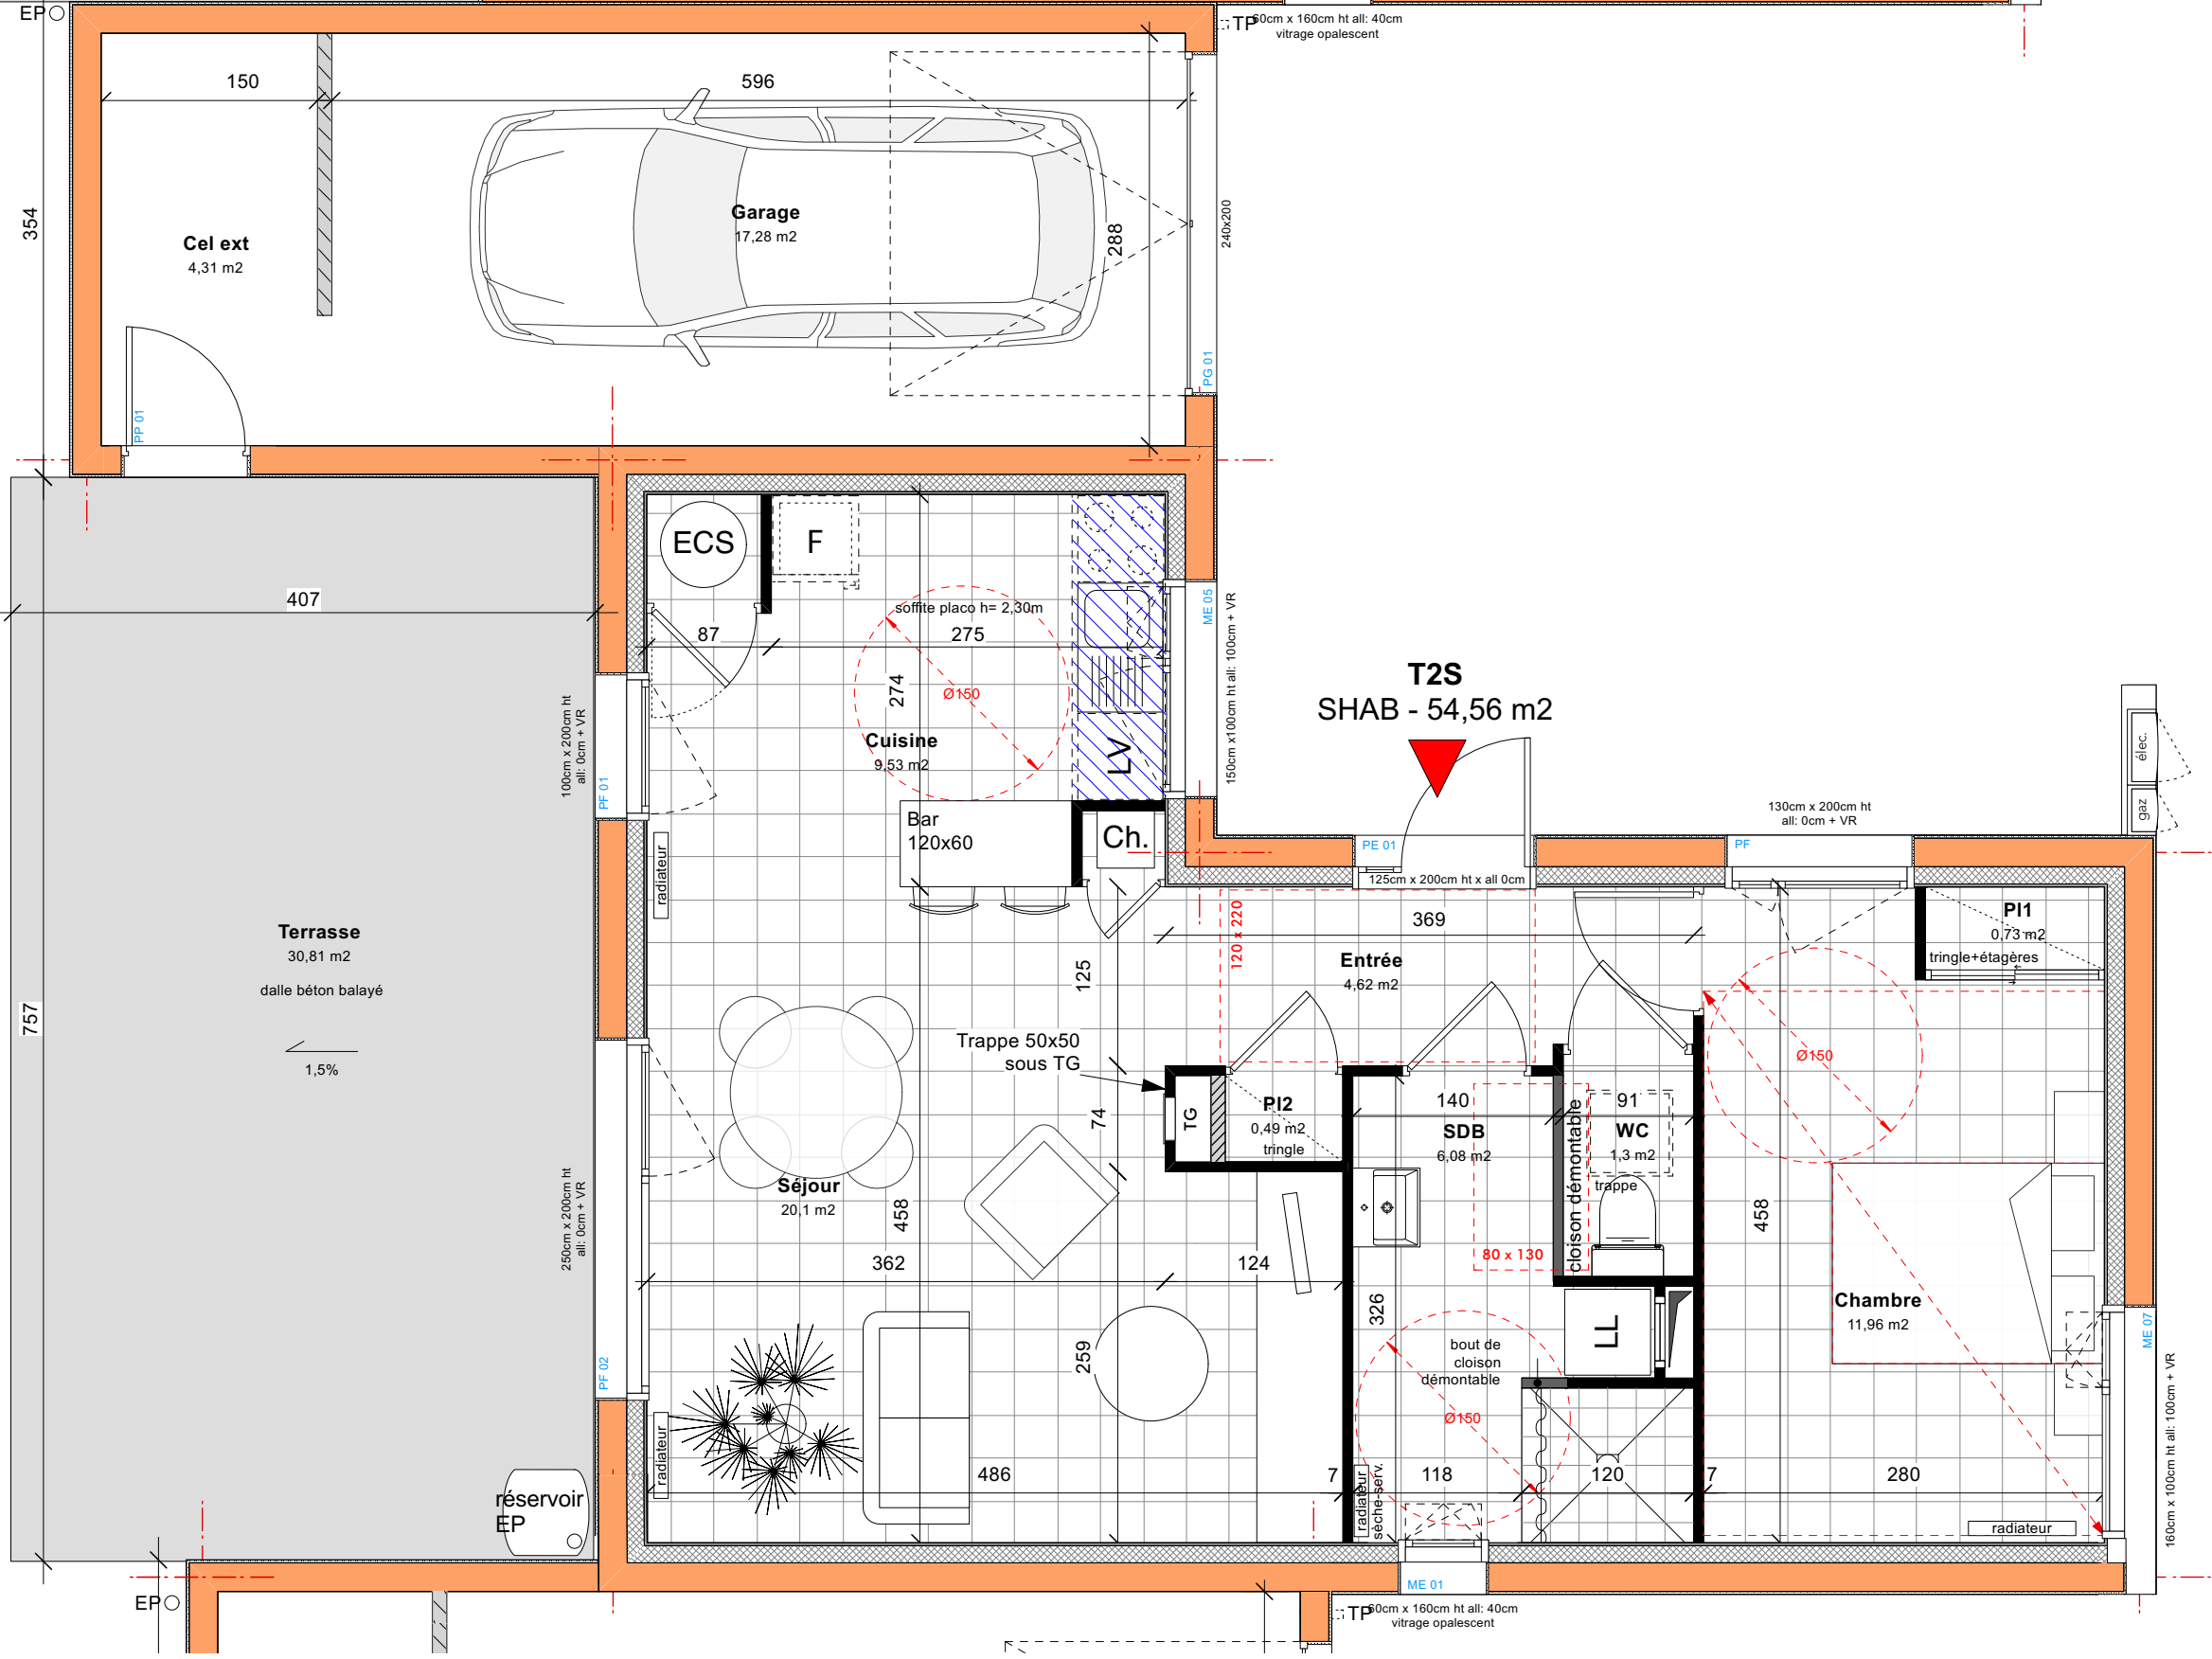 EP
TP
60cm x 160cm ht all: 40cm
vitrage opalescent
150
596
354
Cel ext
4,31 m2
Garage
17,28 m2
288
240x200
PG 01
PP 01
407
ECS
F
soffite placo h= 2,30m
87
275
274
Ø150
Cuisine
9,53 m2
LV
ME 05
150cm x100cm ht all: 100cm + VR
T2S
SHAB - 54,56 m2
100cm x 200cm ht
all: 0cm + VR
PF 01
radiateur
Bar
120x60
Ch.
PE 01
125cm x 200cm ht x all 0cm
130cm x 200cm ht
all: 0cm + VR
PF
élec.
gaz
120 x 220
369
Entrée
4,62 m2
PI1
0,73 m2
tringle+étagères
Terrasse
30,81 m2
dalle béton balayé
1,5%
757
125
Trappe 50x50
sous TG
74
TG
PI2
0,49 m2
tringle
140
SDB
6,08 m2
cloison démontable
91
WC
1,3 m2
trappe
Ø150
80 x 130
Séjour
20,1 m2
458
458
362
124
250cm x 200cm ht
all: 0cm + VR
PF 02
326
259
LL
bout de
cloison
démontable
Ø150
Chambre
11,96 m2
ME 07
160cm x 100cm ht all: 100cm + VR
radiateur
réservoir
EP
486
7
radiateur
sèche-serv.
118
120
7
280
radiateur
EP
ME 01
TP
60cm x 160cm ht all: 40cm
vitrage opalescent